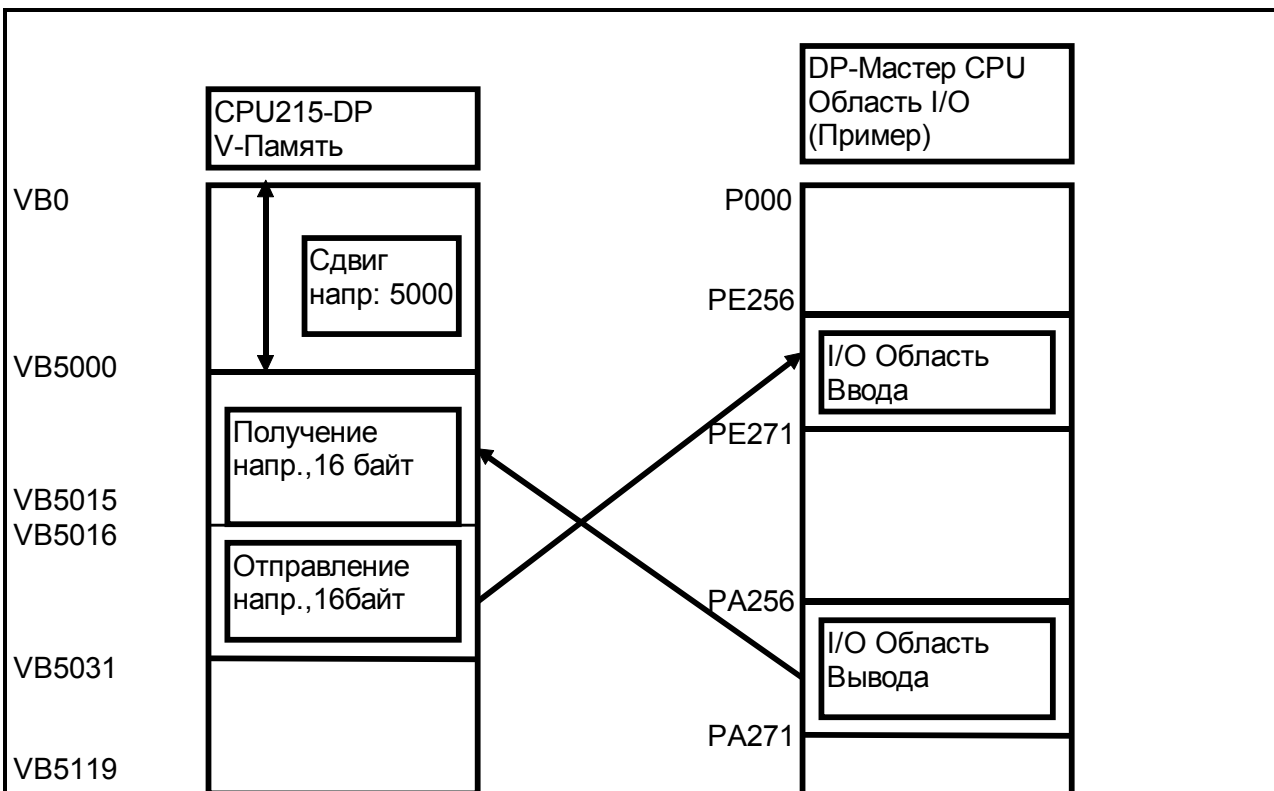 CPU215-DP
V-Память
VB0
Сдвиг
напр: 5000
VB5000
Получение
напр.,16 байт
VB5015
VB5016
Отправление
напр.,16байт
VB5031
VB5119
DP-Мастер CPU
Область I/O
(Пример)
P000
PE256
I/O Область
Ввода
PE271
PA256
I/O Область
Вывода
PA271